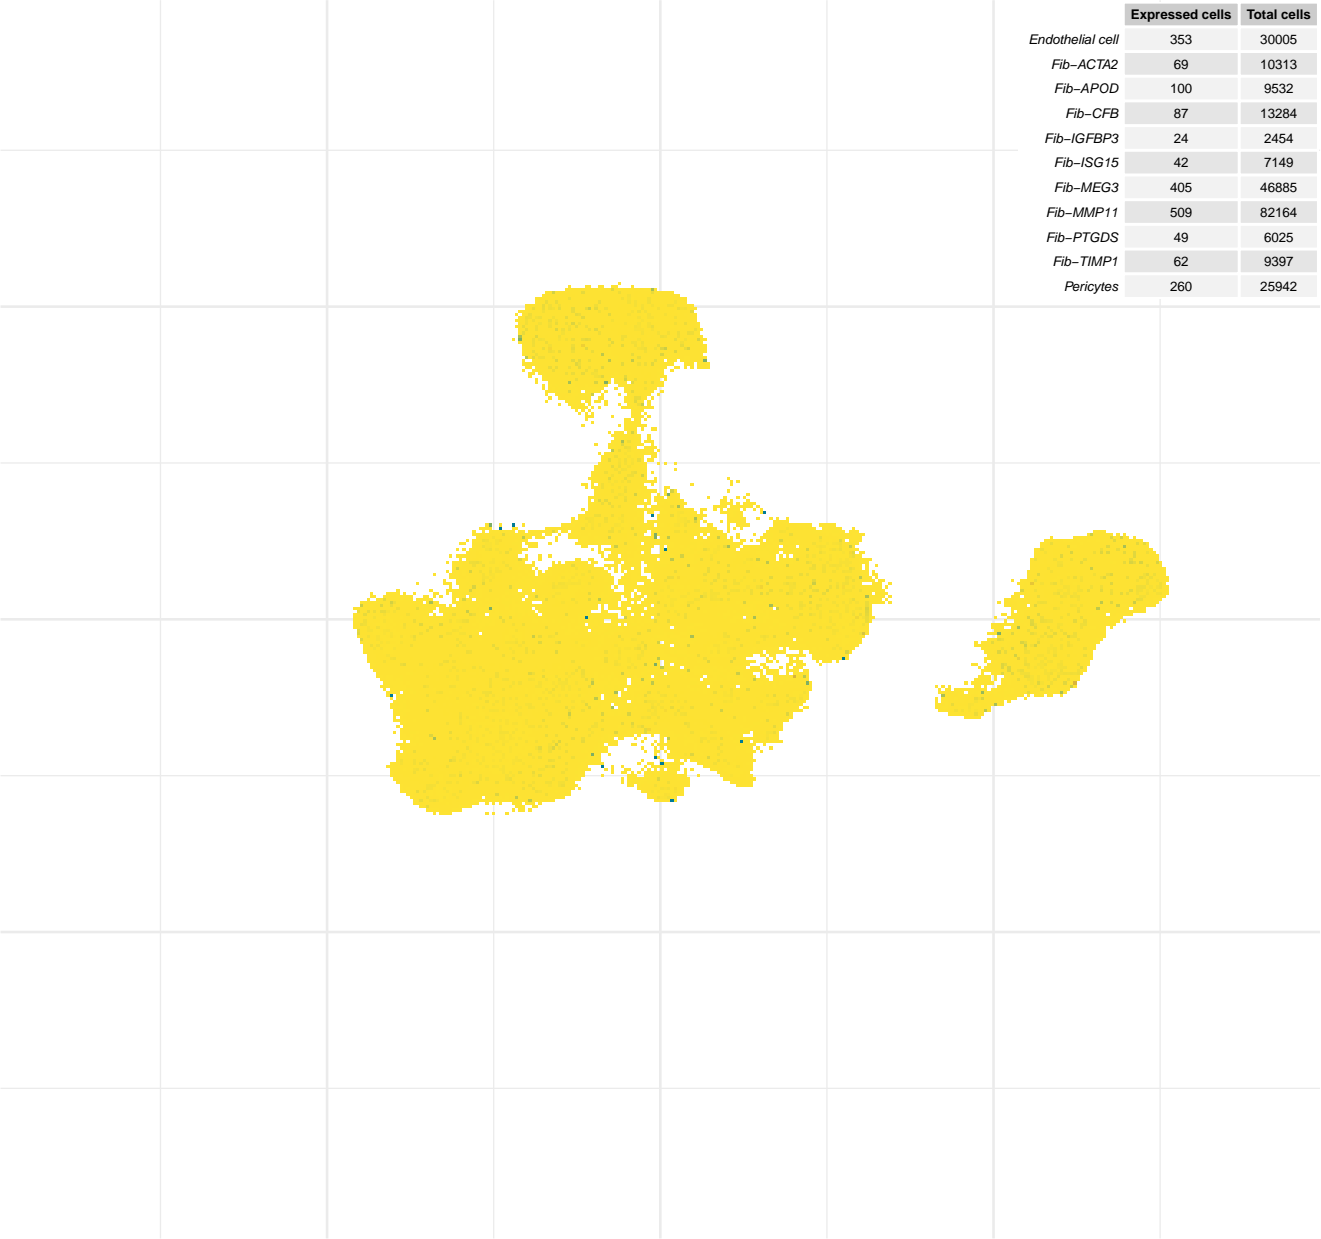 Expressed cells Total cells
Endothelial cell 353 30005
Fib−ACTA2 69 10313
Fib−APOD 100 9532
Fib−CFB 87 13284
Fib−IGFBP3 24 2454
Fib−ISG15 42 7149
Fib−MEG3 405 46885
Fib−MMP11 509 82164
Fib−PTGDS 49 6025
Fib−TIMP1 62 9397
Pericytes 260 25942